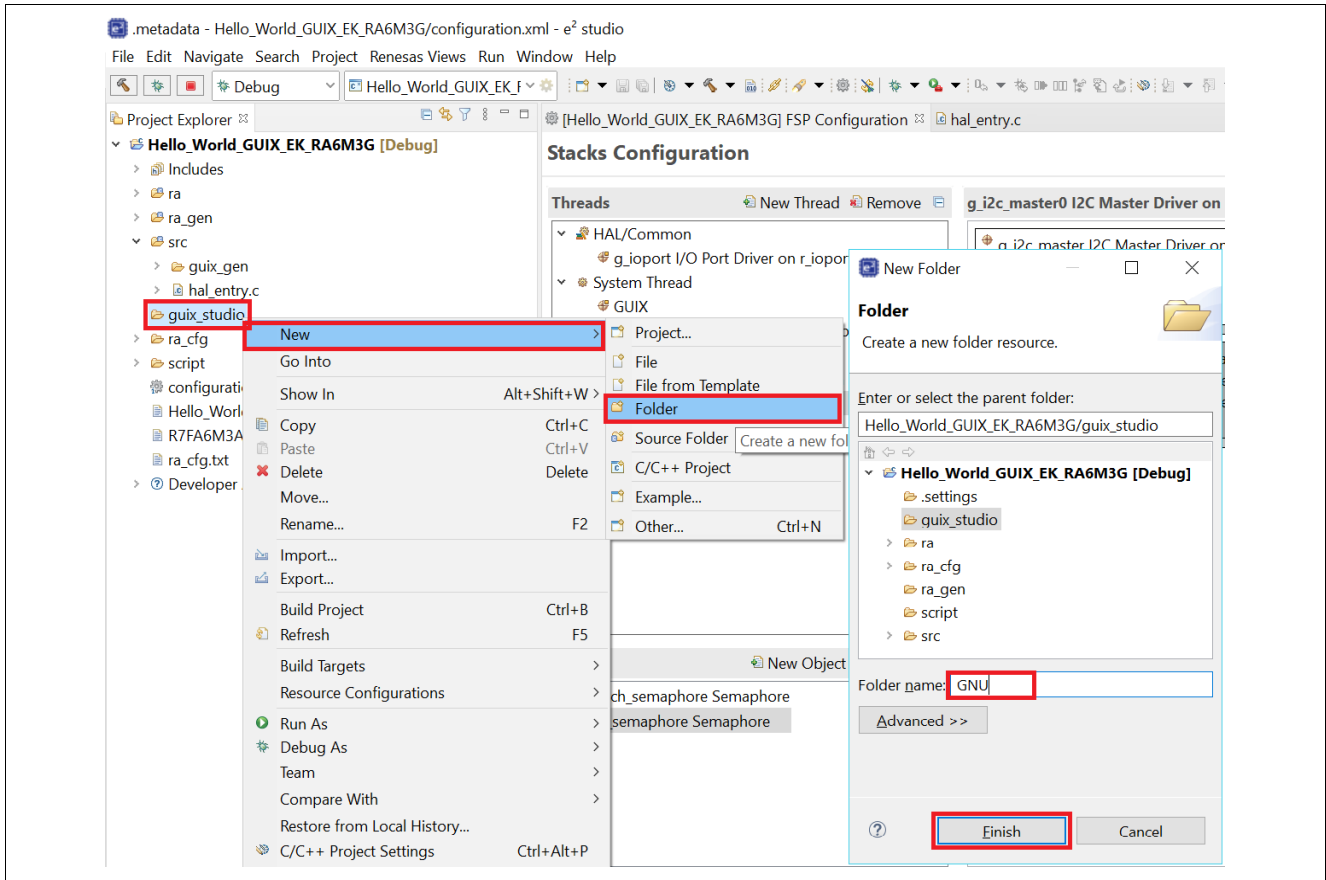 .metadata - Hello_World_GUIX_EK_RA6M3G/configuration.xml - e² studio
File Edit Navigate Search Project Renesas Views Run Window Help
Debug
Hello_World_GUIX_EK_F
Project Explorer
[Hello_World_GUIX_EK_RA6M3G] FSP Configuration
hal_entry.c
Hello_World_GUIX_EK_RA6M3G [Debug]
Includes
ra
ra_gen
src
guix_gen
hal_entry.c
guix_studio
ra_cfg
script
configurati
Hello_Worl
R7FA6M3A
ra_cfg.txt
Developer
Stacks Configuration
Threads
New Thread
Remove
HAL/Common
g_ioport I/O Port Driver on r_iopor
System Thread
GUIX
g_i2c_master0 I2C Master Driver on
g_i2c_master I2C Master Driver on
New Object
ch_semaphore Semaphore
_semaphore Semaphore
New
Go Into
Show In Alt+Shift+W >
Copy Ctrl+C
Paste Ctrl+V
Delete Delete
Move...
Rename... F2
Import...
Export...
Build Project Ctrl+B
Refresh F5
Build Targets
Resource Configurations
Run As
Debug As
Team
Compare With
Restore from Local History...
C/C++ Project Settings Ctrl+Alt+P
Project...
File
File from Template
Folder
Source Folder
Create a new fol
C/C++ Project
Example...
Other... Ctrl+N
New Folder
Folder
Create a new folder resource.
Enter or select the parent folder:
Hello_World_GUIX_EK_RA6M3G/guix_studio
Hello_World_GUIX_EK_RA6M3G [Debug]
.settings
guix_studio
ra
ra_cfg
ra_gen
script
src
Folder name: GNU
Advanced >>
Finish
Cancel